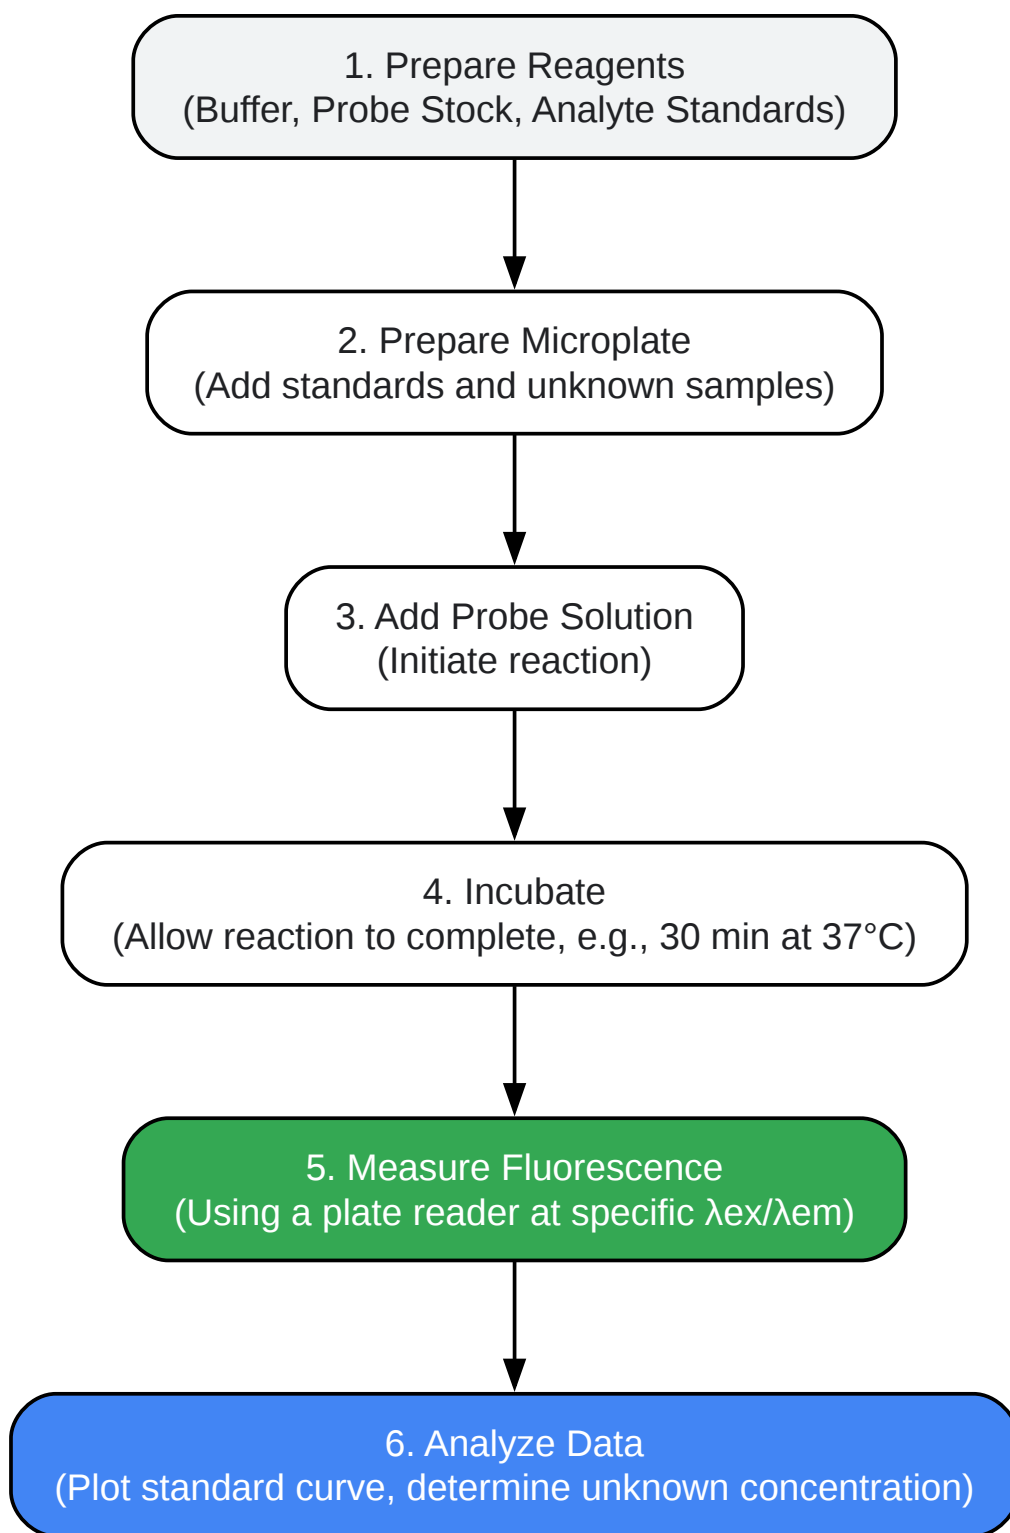 1. Prepare Reagents
(Buffer, Probe Stock, Analyte Standards)
2. Prepare Microplate
(Add standards and unknown samples)
3. Add Probe Solution
(Initiate reaction)
4. Incubate
(Allow reaction to complete, e.g., 30 min at 37°C)
5. Measure Fluorescence
(Using a plate reader at specific λex/λem)
6. Analyze Data
(Plot standard curve, determine unknown concentration)